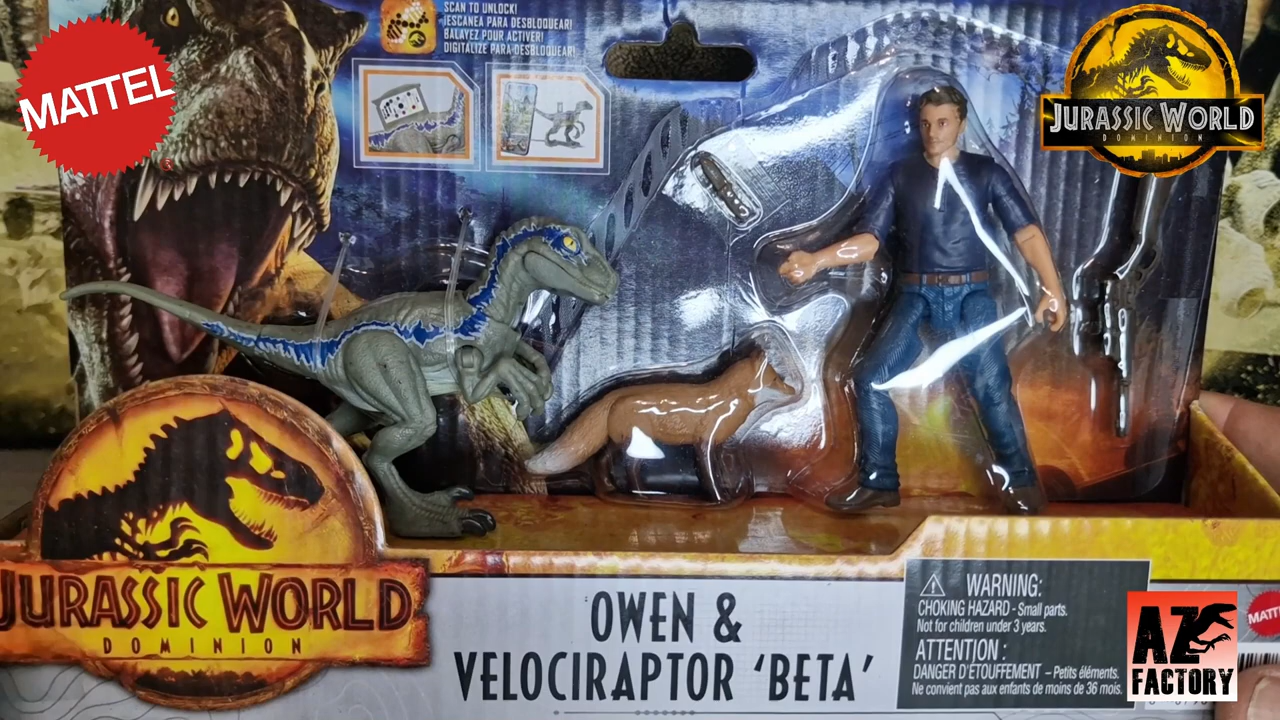 MATTEL
SCAN TO UNLOCK!
¡ESCANEA PARA DESBLOQUEAR!
BALAYEZ POUR ACTIVER!
DIGITALIZE PARA DESBLOQUEAR!
JURASSIC WORLD
DOMINION
JURASSIC WORLD
DOMINION
OWEN &
VELOCIRAPTOR ‘BETA’
WARNING:
CHOKING HAZARD - Small parts.
Not for children under 3 years.
ATTENTION :
DANGER D'ÉTOUFFEMENT – Petits éléments.
Ne convient pas aux enfants de moins de 36 mois.
AZ
FACTORY